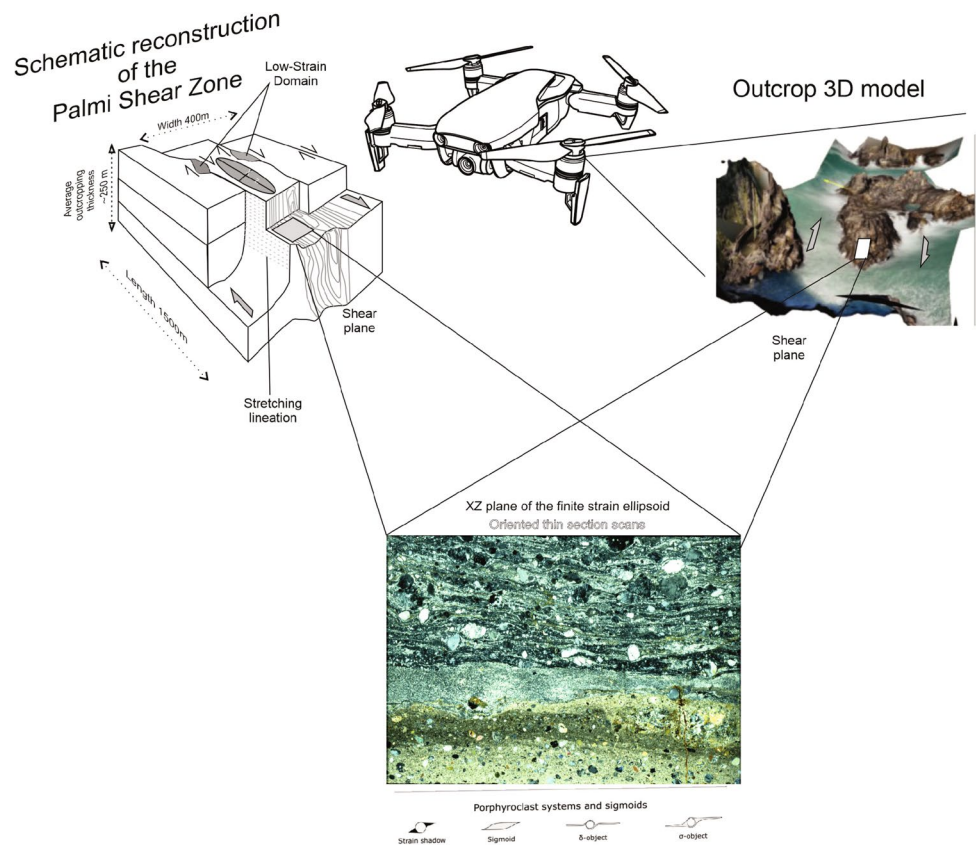 Schematic reconstruction
of the
Palmi Shear Zone
Low-Strain
Domain
Width 400m
Average
outcropping
thickness
~250 m
Length 1500m
Shear
plane
Stretching
lineation
Outcrop 3D model
Shear
plane
XZ plane of the finite strain ellipsoid
Oriented thin section scans
Porphyroclast systems and sigmoids
Strain shadow
Sigmoid
δ-object
σ-object